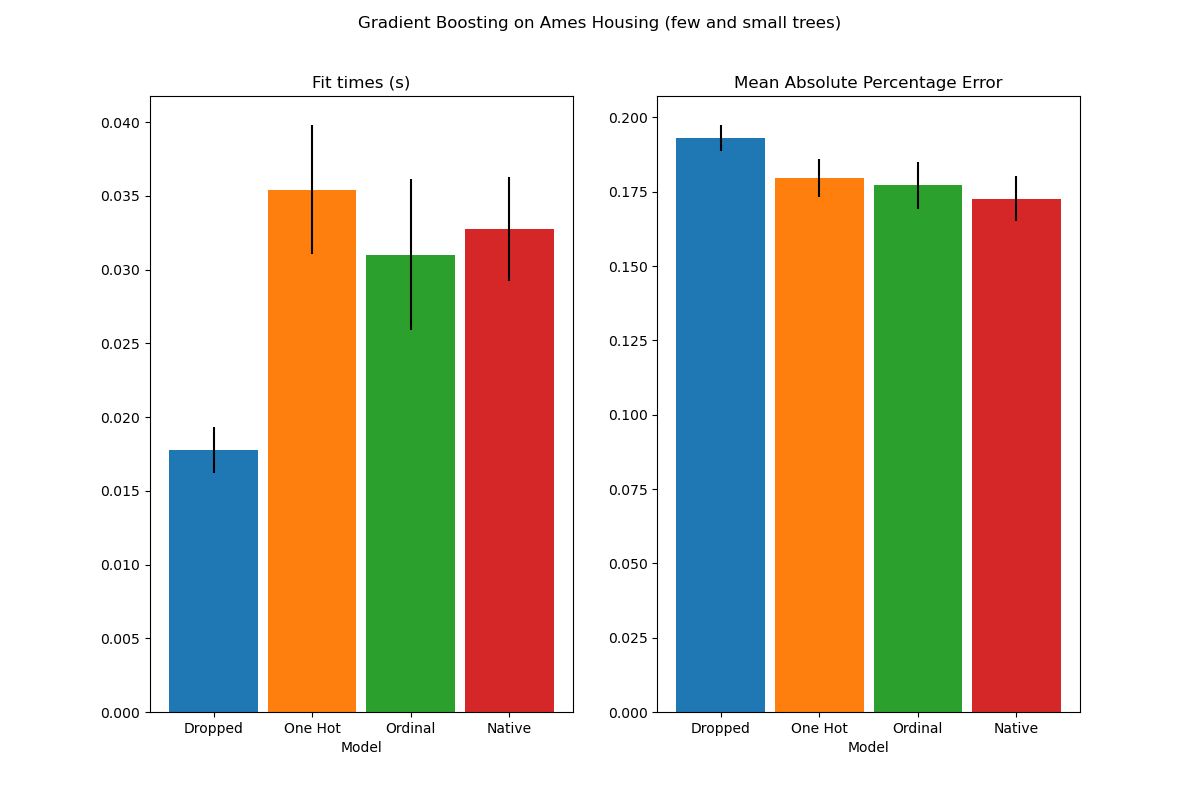 Gradient Boosting on Ames Housing (few and small trees)
Fit times (s)
0.040
0.035
0.030
0.025
0.020
0.015
0.010
0.005
0.000
Dropped One Hot Ordinal Native
Model
Mean Absolute Percentage Error
0.200
0.175
0.150
0.125
0.100
0.075
0.050
0.025
0.000
Dropped One Hot Ordinal Native
Model